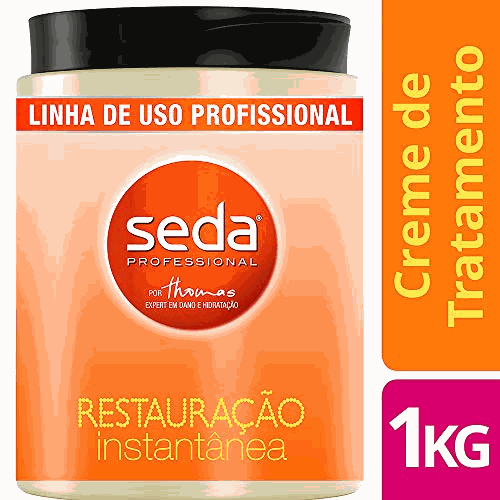 LINHA DE USO PROFISSIONAL
seda®
PROFESSIONAL
POR Thomas
EXPERT EM DANO E HIDRATAÇÃO
RESTAURAÇÃO
instantânea
Creme de
Tratamento
1KG